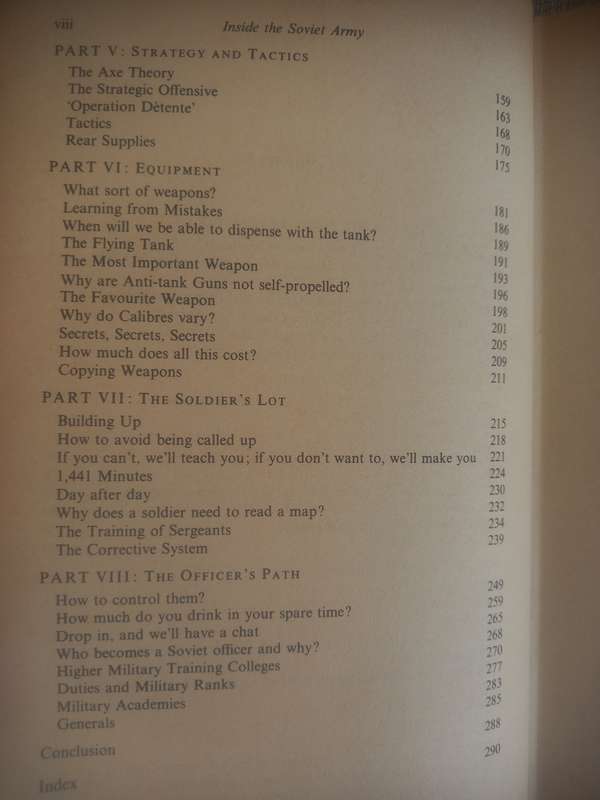 viii Inside the Soviet Army
PART V: STRATEGY AND TACTICS
The Axe Theory 159
The Strategic Offensive 163
‘Operation Dètente’ 168
Tactics 170
Rear Supplies 175
PART VI: EQUIPMENT
What sort of weapons? 181
Learning from Mistakes 186
When will we be able to dispense with the tank? 189
The Flying Tank 191
The Most Important Weapon 193
Why are Anti-tank Guns not self-propelled? 196
The Favourite Weapon 198
Why do Calibres vary? 201
Secrets, Secrets, Secrets 205
How much does all this cost? 209
Copying Weapons 211
PART VII: THE SOLDIER'S LOT
Building Up 215
How to avoid being called up 218
If you can't, we'll teach you; if you don't want to, we'll make you 221
1,441 Minutes 224
Day after day 230
Why does a soldier need to read a map? 232
The Training of Sergeants 234
The Corrective System 239
PART VIII: THE OFFICER'S PATH
How to control them? 249
How much do you drink in your spare time? 259
Drop in, and we'll have a chat 265
Who becomes a Soviet officer and why? 268
Higher Military Training Colleges 270
Duties and Military Ranks 277
Military Academies 283
Generals 285
Conclusion 288
Index 290